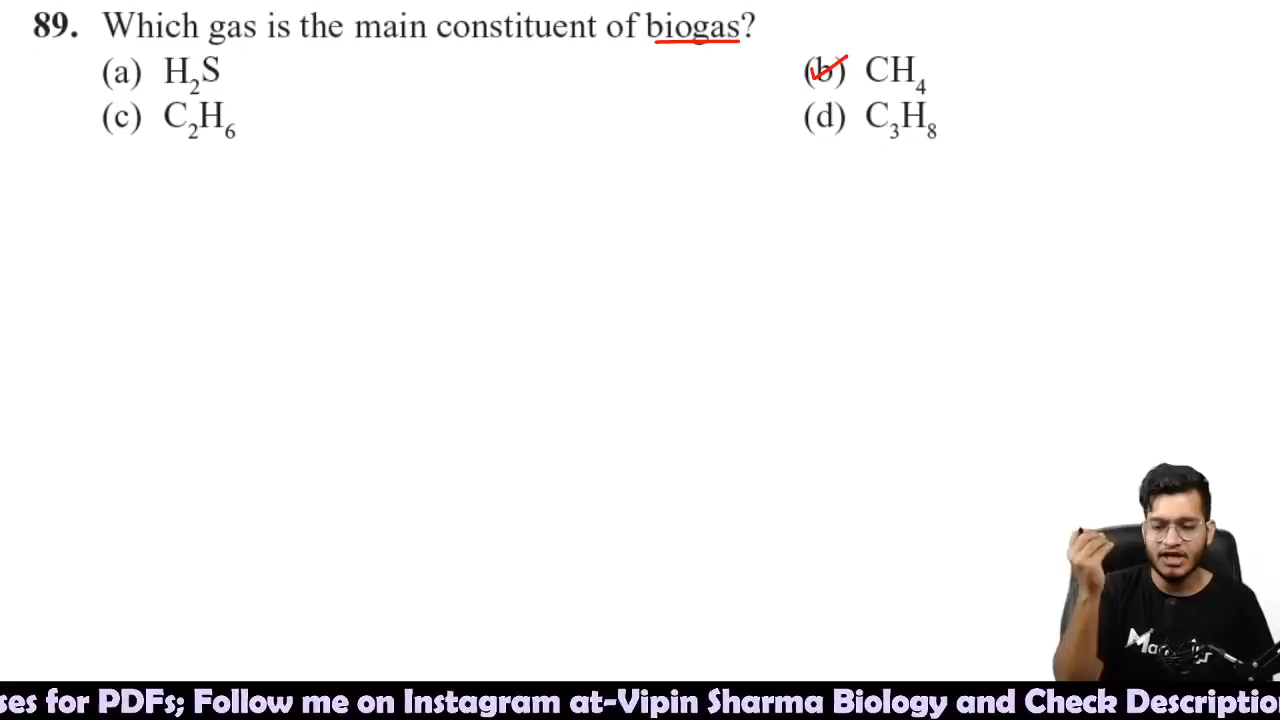 89. Which gas is the main constituent of biogas?
(a) H₂S (b) CH₄
(c) C₂H₆ (d) C₃H₈
ses for PDFs; Follow me on Instagram at-Vipin Sharma Biology and Check Descriptio